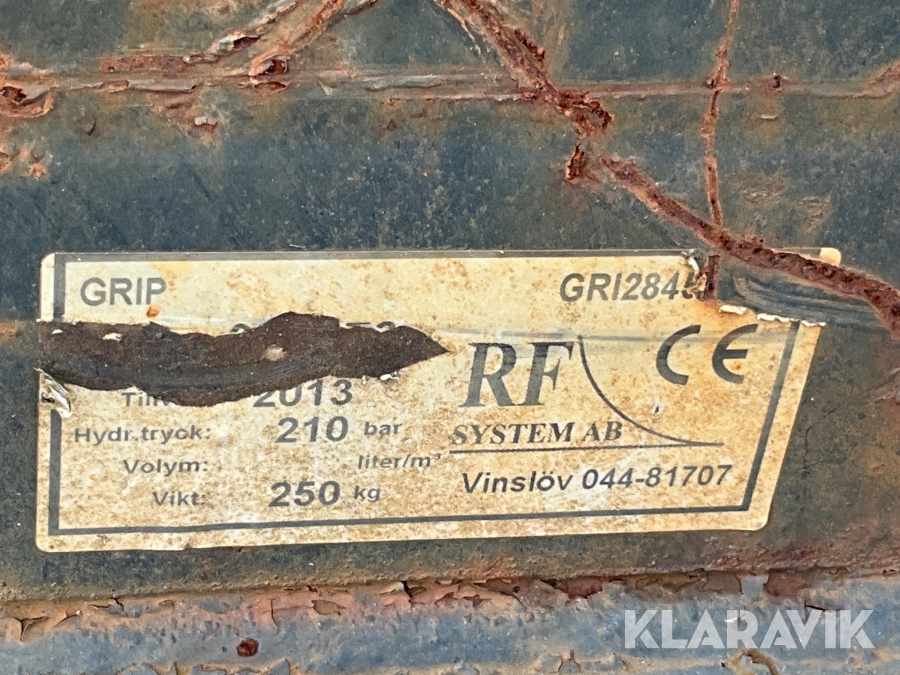 GRIP
GRI2845
2013
Hydr.tryck: 210 bar
Volym: liter/m³
Vikt: 250 kg
RF
SYSTEM AB
CE
Vinslöv 044-81707
KLARAVIK